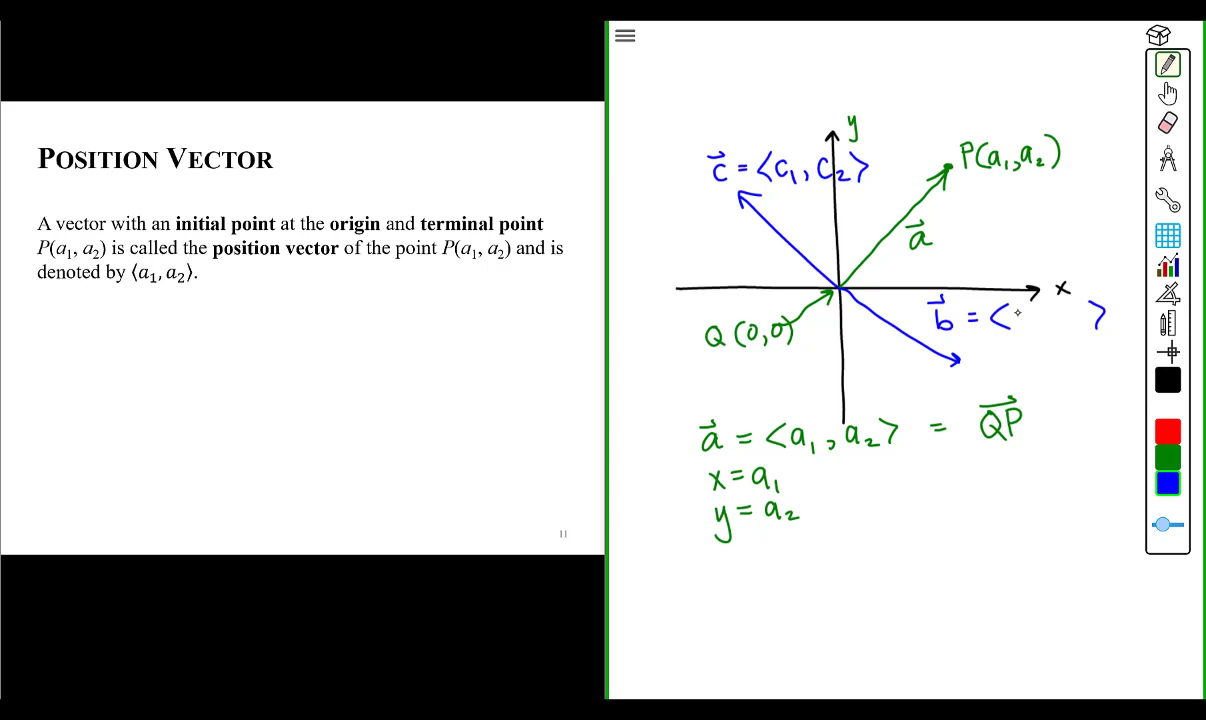 POSITION VECTOR
A vector with an initial point at the origin and terminal point
P(a₁, a₂) is called the position vector of the point P(a₁, a₂) and is
denoted by ⟨a₁, a₂⟩.
11
y
P(a₁, a₂)
c⃗ = ⟨c₁, c₂⟩
a⃗
x
b⃗ = ⟨ ⟩
Q (0,0)
a⃗ = ⟨a₁, a₂⟩ = Q͞P⃗
x = a₁
y = a₂